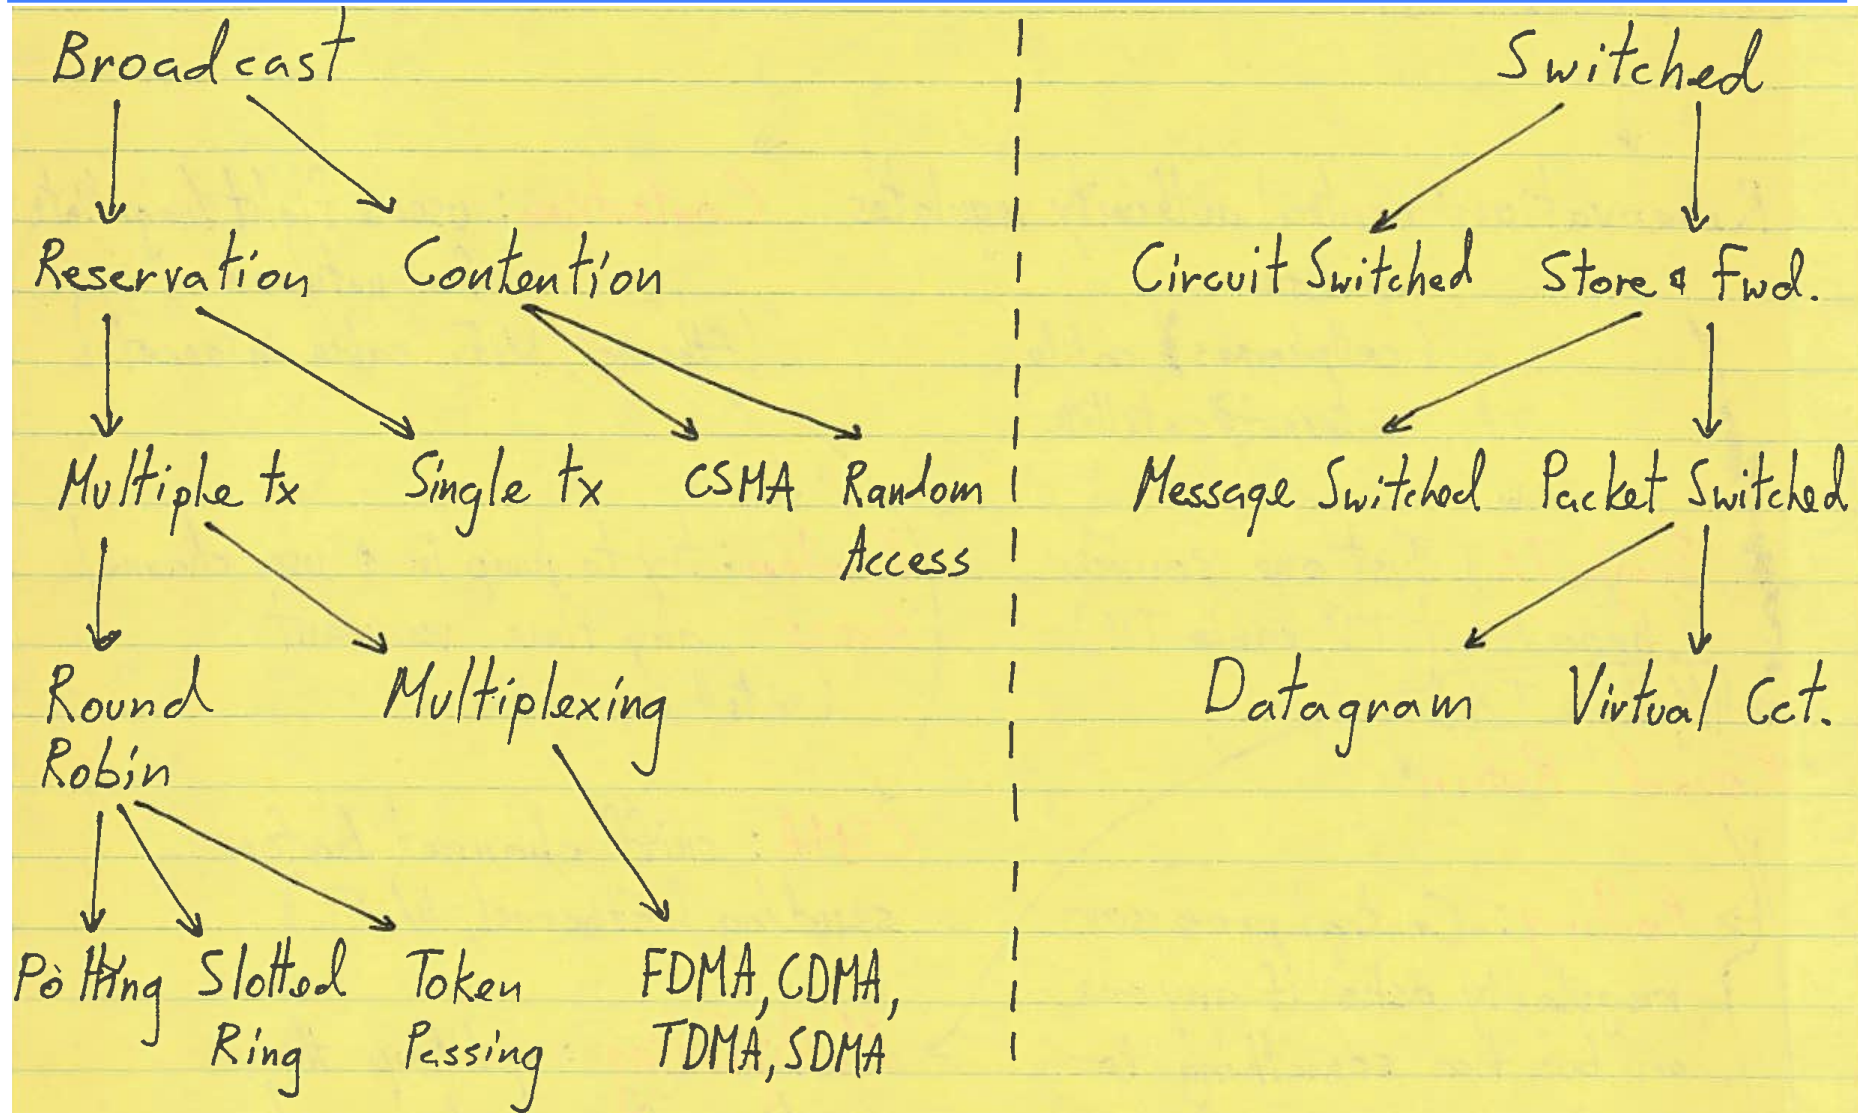 Broadcast
Switched
Reservation Contention
Circuit Switched Store & Fwd.
Multiple tx Single tx CSMA Random
Access
Message Switched Packet Switched
Round
Robin
Multiplexing
Datagram Virtual Cct.
Slotted
Ring
Token
Passing
FDMA, CDMA,
TDMA, SDMA